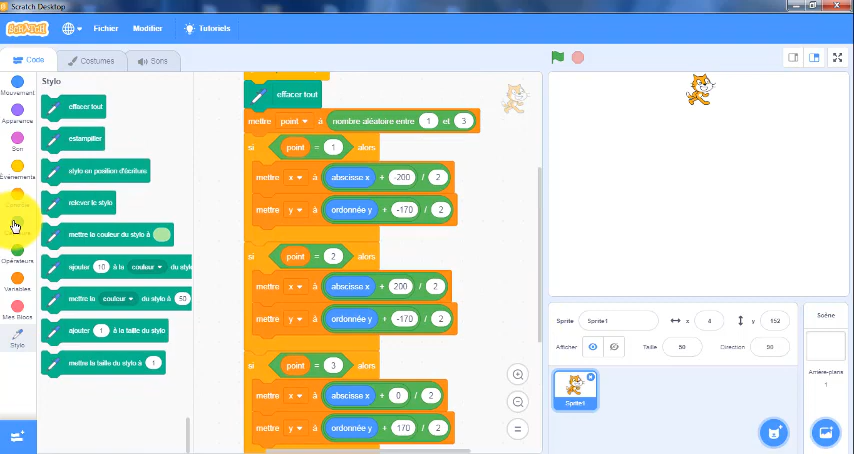 Scratch Desktop
SCRATCH
Fichier Modifier Tutoriels
Code Costumes Sons
Mouvement
Apparence
Son
Événements
Opérateurs
Variables
Mes Blocs
Stylo
Stylo
effacer tout
estampiller
stylo en position d'écriture
relever le stylo
mettre la couleur du stylo à
ajouter 10 à la couleur du stylo
mettre la couleur du stylo à 50
ajouter 1 à la taille du stylo
mettre la taille du stylo à 1
effacer tout
mettre point à nombre aléatoire entre 1 et 3
si point = 1 alors
mettre x à abscisse x + -200 / 2
mettre y à ordonnée y + -170 / 2
si point = 2 alors
mettre x à abscisse x + 200 / 2
mettre y à ordonnée y + -170 / 2
si point = 3 alors
mettre x à abscisse x + 0 / 2
mettre y à ordonnée y + 170 / 2
Sprite Sprite1 x 4 y 152
Afficher Taille 50 Direction 90
Sprite1
Scène
Arrière-plans
1